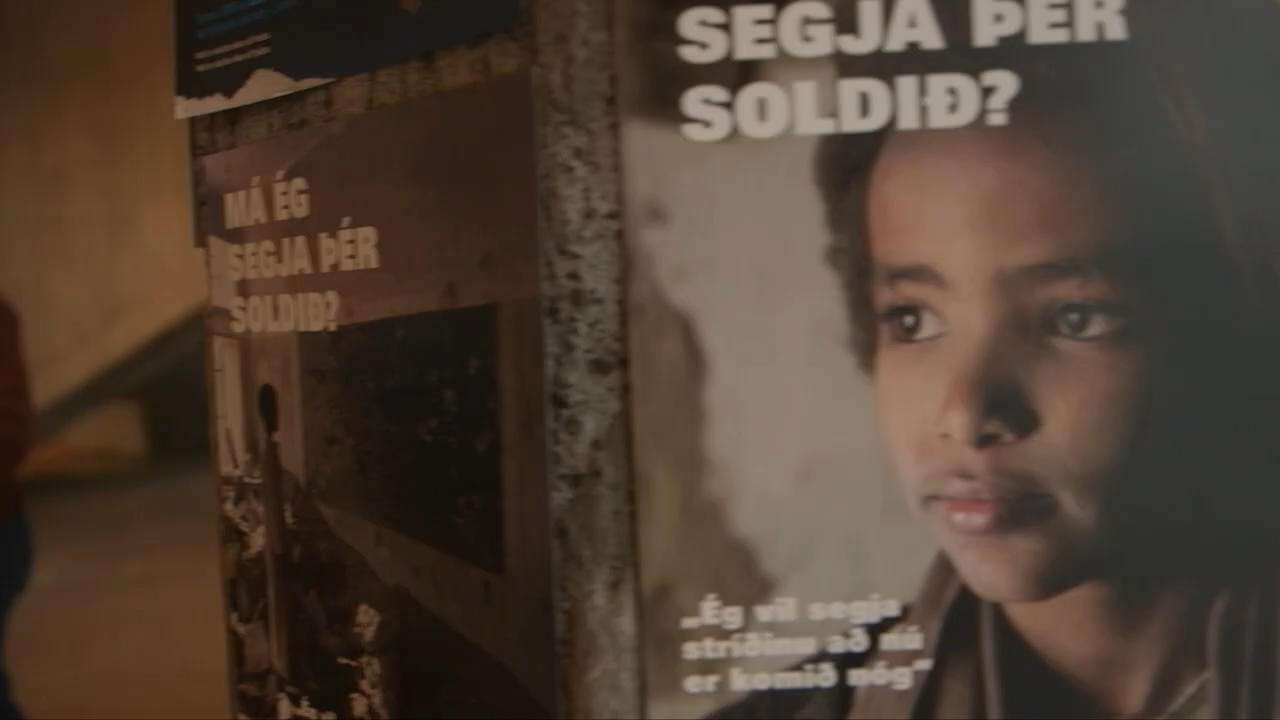 MÁ ÉG
SEGJA ÞÉR
SOLDIÐ?
SEGJA ÞÉR
SOLDIÐ?
„Ég vil segja
stríðinu að nú
er komið nóg“